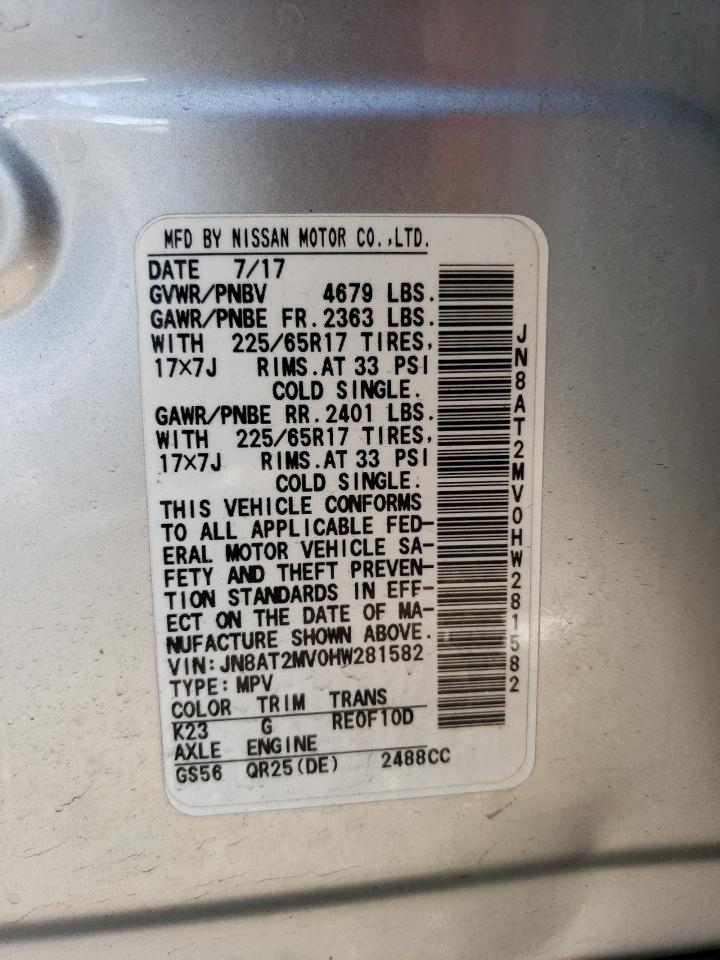 MFD BY NISSAN MOTOR CO.,LTD.
DATE 7/17
GVWR/PNBV 4679 LBS.
GAWR/PNBE FR. 2363 LBS.
WITH 225/65R17 TIRES,
17×7J RIMS. AT 33 PSI
COLD SINGLE.
GAWR/PNBE RR. 2401 LBS.
WITH 225/65R17 TIRES,
17×7J RIMS. AT 33 PSI
COLD SINGLE.
THIS VEHICLE CONFORMS
TO ALL APPLICABLE FED-
ERAL MOTOR VEHICLE SA-
FETY AND THEFT PREVEN-
TION STANDARDS IN EFF-
ECT ON THE DATE OF MA-
NUFACTURE SHOWN ABOVE.
VIN: JN8AT2MV0HW281582
TYPE: MPV
COLOR TRIM TRANS
K23 G RE0F10D
AXLE ENGINE
GS56 QR25(DE) 2488CC
JN8AT2MV0HW281582